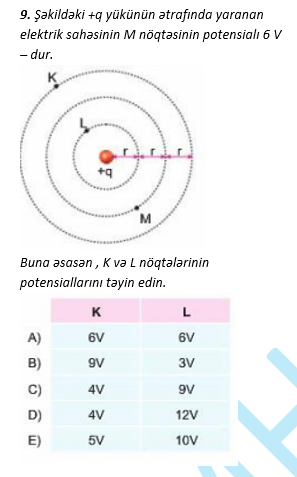 9. Şəkildəki +q yükünün ətrafında yaranan
elektrik sahəsinin M nöqtəsinin potensialı 6 V
– dur.
K
L
r r r
+q
M
Buna əsasən , K və L nöqtələrinin
potensiallarını təyin edin.
K L
A) 6V 6V
B) 9V 3V
C) 4V 9V
D) 4V 12V
E) 5V 10V